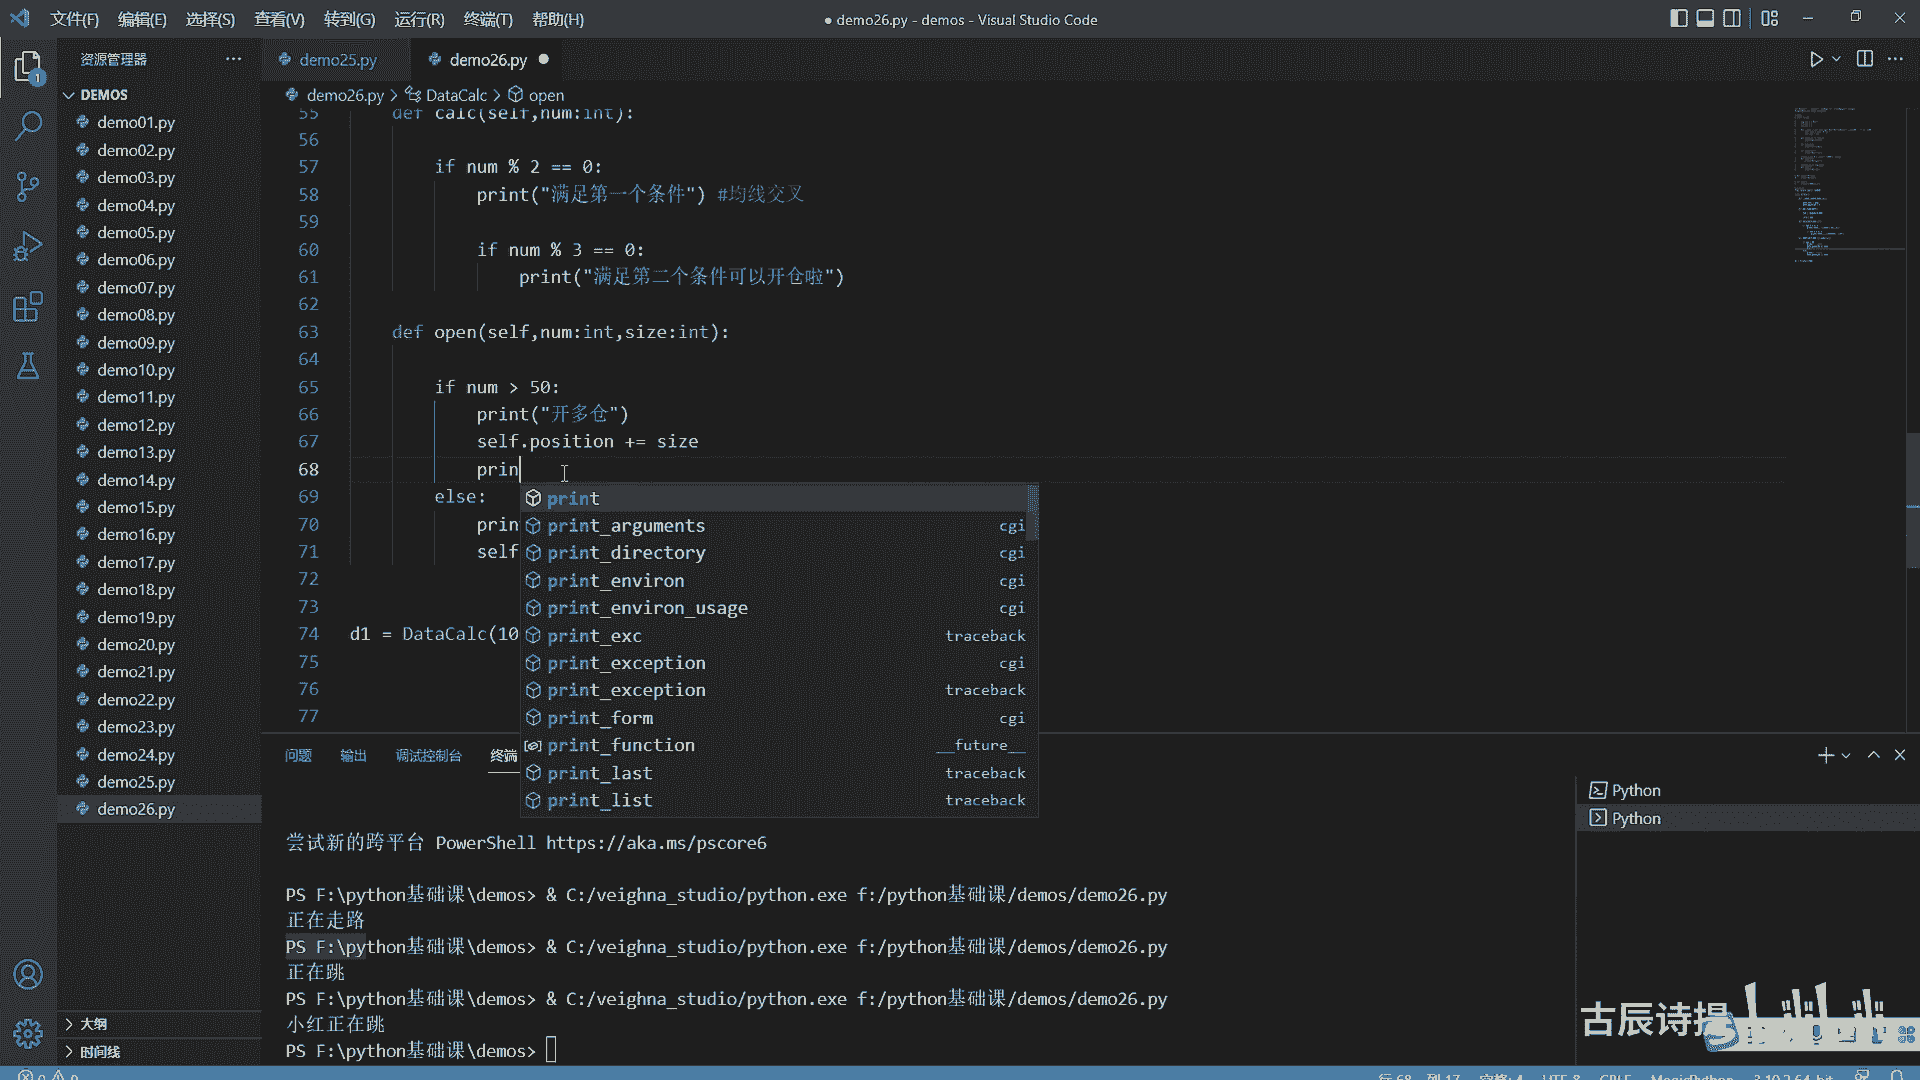 文件(F) 编辑(E) 选择(S) 查看(V) 转到(G) 运行(R) 终端(T) 帮助(H)
● demo26.py - demos - Visual Studio Code
资源管理器
demo25.py
demo26.py
demo26.py > DataCalc > open
DEMOS
demo01.py
demo02.py
demo03.py
demo04.py
demo05.py
demo06.py
demo07.py
demo08.py
demo09.py
demo10.py
demo11.py
demo12.py
demo13.py
demo14.py
demo15.py
demo16.py
demo17.py
demo18.py
demo19.py
demo20.py
demo21.py
demo22.py
demo23.py
demo24.py
demo25.py
demo26.py
大纲
时间线
1
55 def calc(self,num:int):
56
57 if num % 2 == 0:
58 print("满足第一个条件") #均线交叉
59
60 if num % 3 == 0:
61 print("满足第二个条件可以开仓啦")
62
63 def open(self,num:int,size:int):
64
65 if num > 50:
66 print("开多仓")
67 self.position += size
68 prin
69 else:
70 prin
71 self
72
73
74 d1 = DataCalc(10
75
76
77
print
print_arguments cgi
print_directory cgi
print_environ cgi
print_environ_usage cgi
print_exc traceback
print_exception cgi
print_exception traceback
print_form cgi
print_function __future__
print_last traceback
print_list traceback
问题 输出 调试控制台 终端
尝试新的跨平台 PowerShell https://aka.ms/pscore6
PS F:\python基础课\demos> & C:/veighna_studio/python.exe f:/python基础课/demos/demo26.py
正在走路
PS F:\python基础课\demos> & C:/veighna_studio/python.exe f:/python基础课/demos/demo26.py
正在跳
PS F:\python基础课\demos> & C:/veighna_studio/python.exe f:/python基础课/demos/demo26.py
小红正在跳
PS F:\python基础课\demos>
Python
Python
古辰诗提